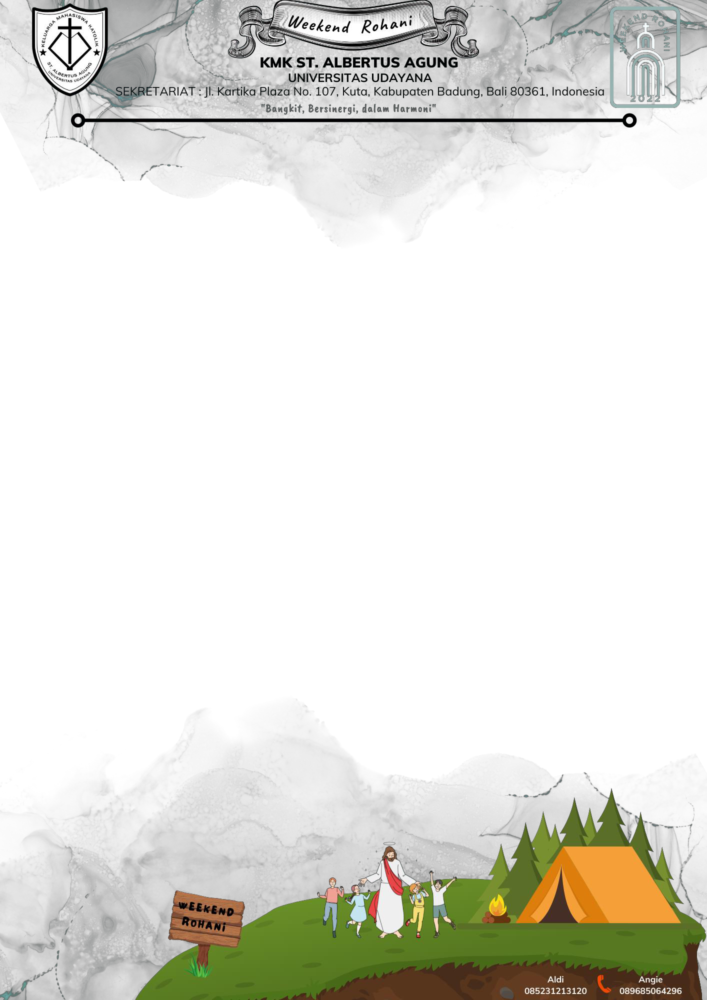 KELUARGA MAHASISWA KATOLIK
ST. ALBERTUS AGUNG
UNIVERSITAS UDAYANA
Weekend Rohani
WEEKEND ROHANI
2022
KMK ST. ALBERTUS AGUNG
UNIVERSITAS UDAYANA
SEKRETARIAT : Jl. Kartika Plaza No. 107, Kuta, Kabupaten Badung, Bali 80361, Indonesia
"Bangkit, Bersinergi, dalam Harmoni"
WEEKEND
ROHANi
Aldi
085231213120
Angie
089685064296